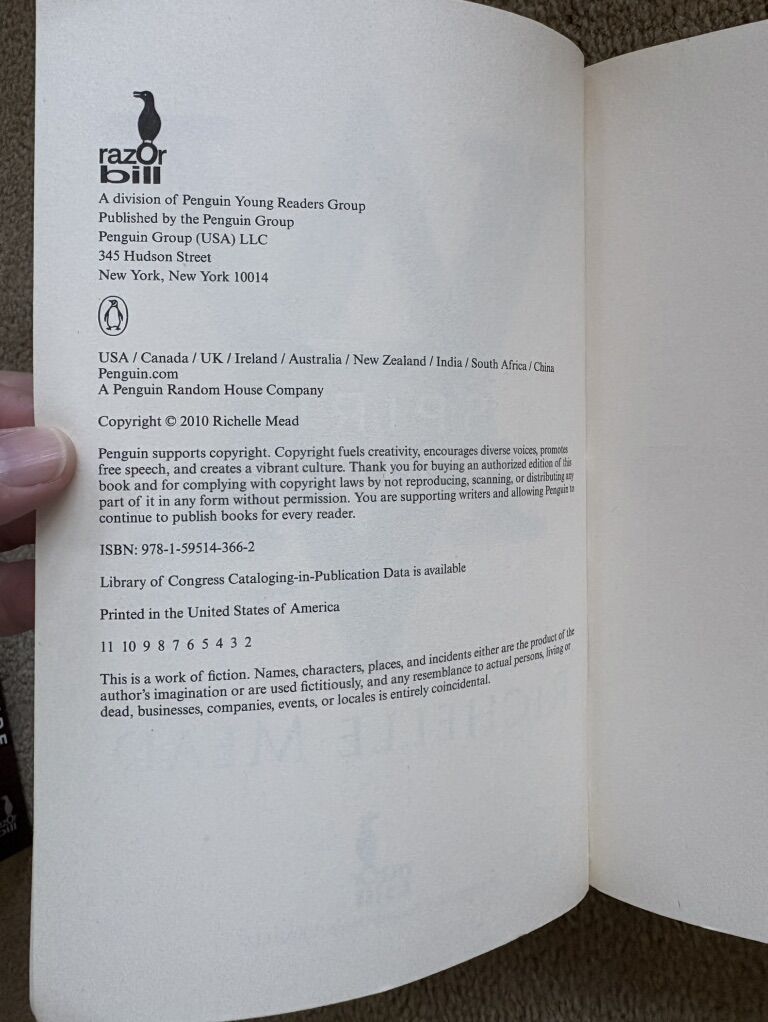 razOr
bill
A division of Penguin Young Readers Group
Published by the Penguin Group
Penguin Group (USA) LLC
345 Hudson Street
New York, New York 10014
USA / Canada / UK / Ireland / Australia / New Zealand / India / South Africa / China
Penguin.com
A Penguin Random House Company
Copyright © 2010 Richelle Mead
Penguin supports copyright. Copyright fuels creativity, encourages diverse voices, promotes
free speech, and creates a vibrant culture. Thank you for buying an authorized edition of this
book and for complying with copyright laws by not reproducing, scanning, or distributing any
part of it in any form without permission. You are supporting writers and allowing Penguin to
continue to publish books for every reader.
ISBN: 978-1-59514-366-2
Library of Congress Cataloging-in-Publication Data is available
Printed in the United States of America
11 10 9 8 7 6 5 4 3 2
This is a work of fiction. Names, characters, places, and incidents either are the product of the
author's imagination or are used fictitiously, and any resemblance to actual persons, living or
dead, businesses, companies, events, or locales is entirely coincidental.
bill